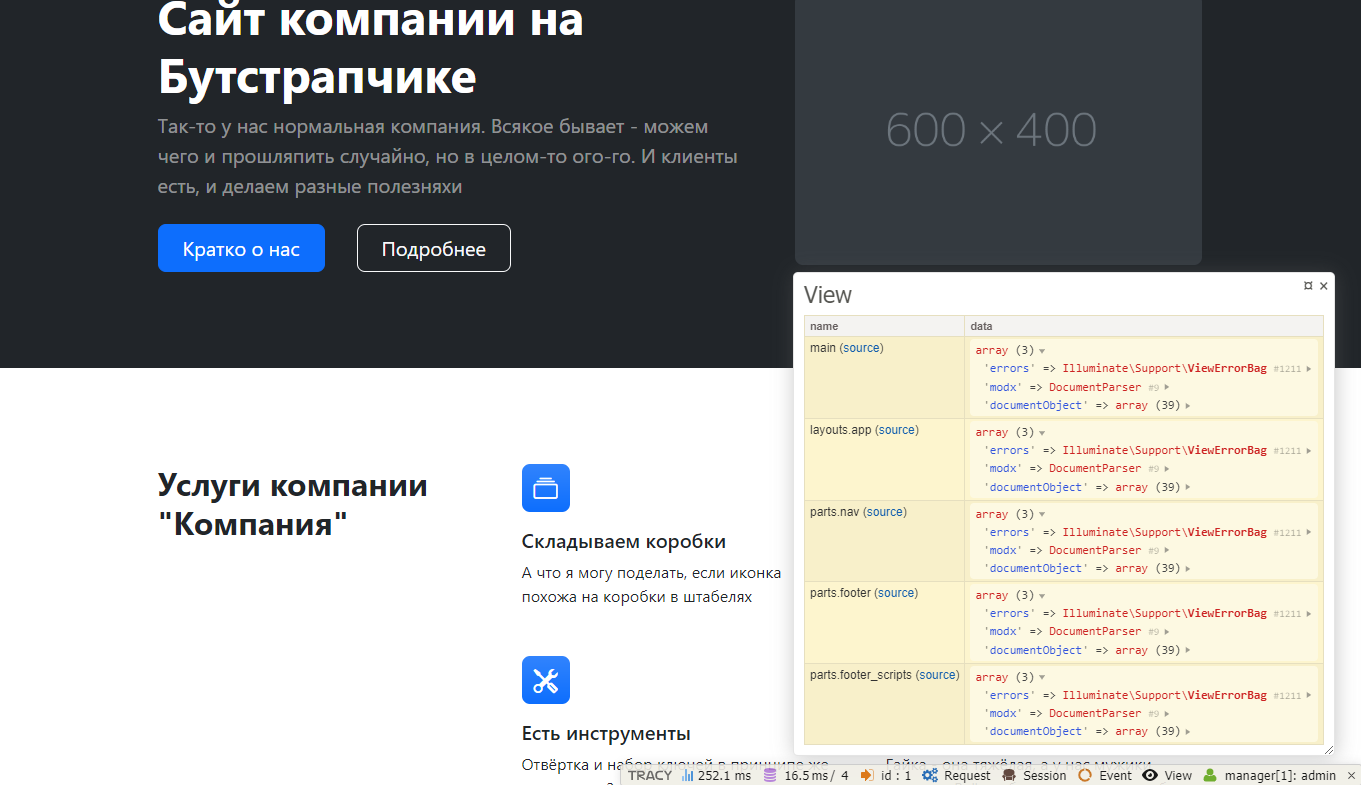 Сайт компании на
Бутстрапчике
Так-то у нас нормальная компания. Всякое бывает - можем
чего и прошляпить случайно, но в целом-то ого-го. И клиенты
есть, и делаем разные полезняхи
Кратко о нас
Подробнее
600 × 400
Услуги компании
"Компания"
Складываем коробки
А что я могу поделать, если иконка
похожа на коробки в штабелях
Есть инструменты
Отвёртка и набор ключей в принципе же
Гайка - она тяжёлая, а у нас мужики
View
¤ ×
name data
main (source)
array (3)
'errors' => Illuminate\Support\ViewErrorBag #1211
'modx' => DocumentParser #9
'documentObject' => array (39)
layouts.app (source)
array (3)
'errors' => Illuminate\Support\ViewErrorBag #1211
'modx' => DocumentParser #9
'documentObject' => array (39)
parts.nav (source)
array (3)
'errors' => Illuminate\Support\ViewErrorBag #1211
'modx' => DocumentParser #9
'documentObject' => array (39)
parts.footer (source)
array (3)
'errors' => Illuminate\Support\ViewErrorBag #1211
'modx' => DocumentParser #9
'documentObject' => array (39)
parts.footer_scripts (source)
array (3)
'errors' => Illuminate\Support\ViewErrorBag #1211
'modx' => DocumentParser #9
'documentObject' => array (39)
TRACY 252.1 ms 16.5 ms / 4 id : 1 Request Session Event View manager[1]: admin ×